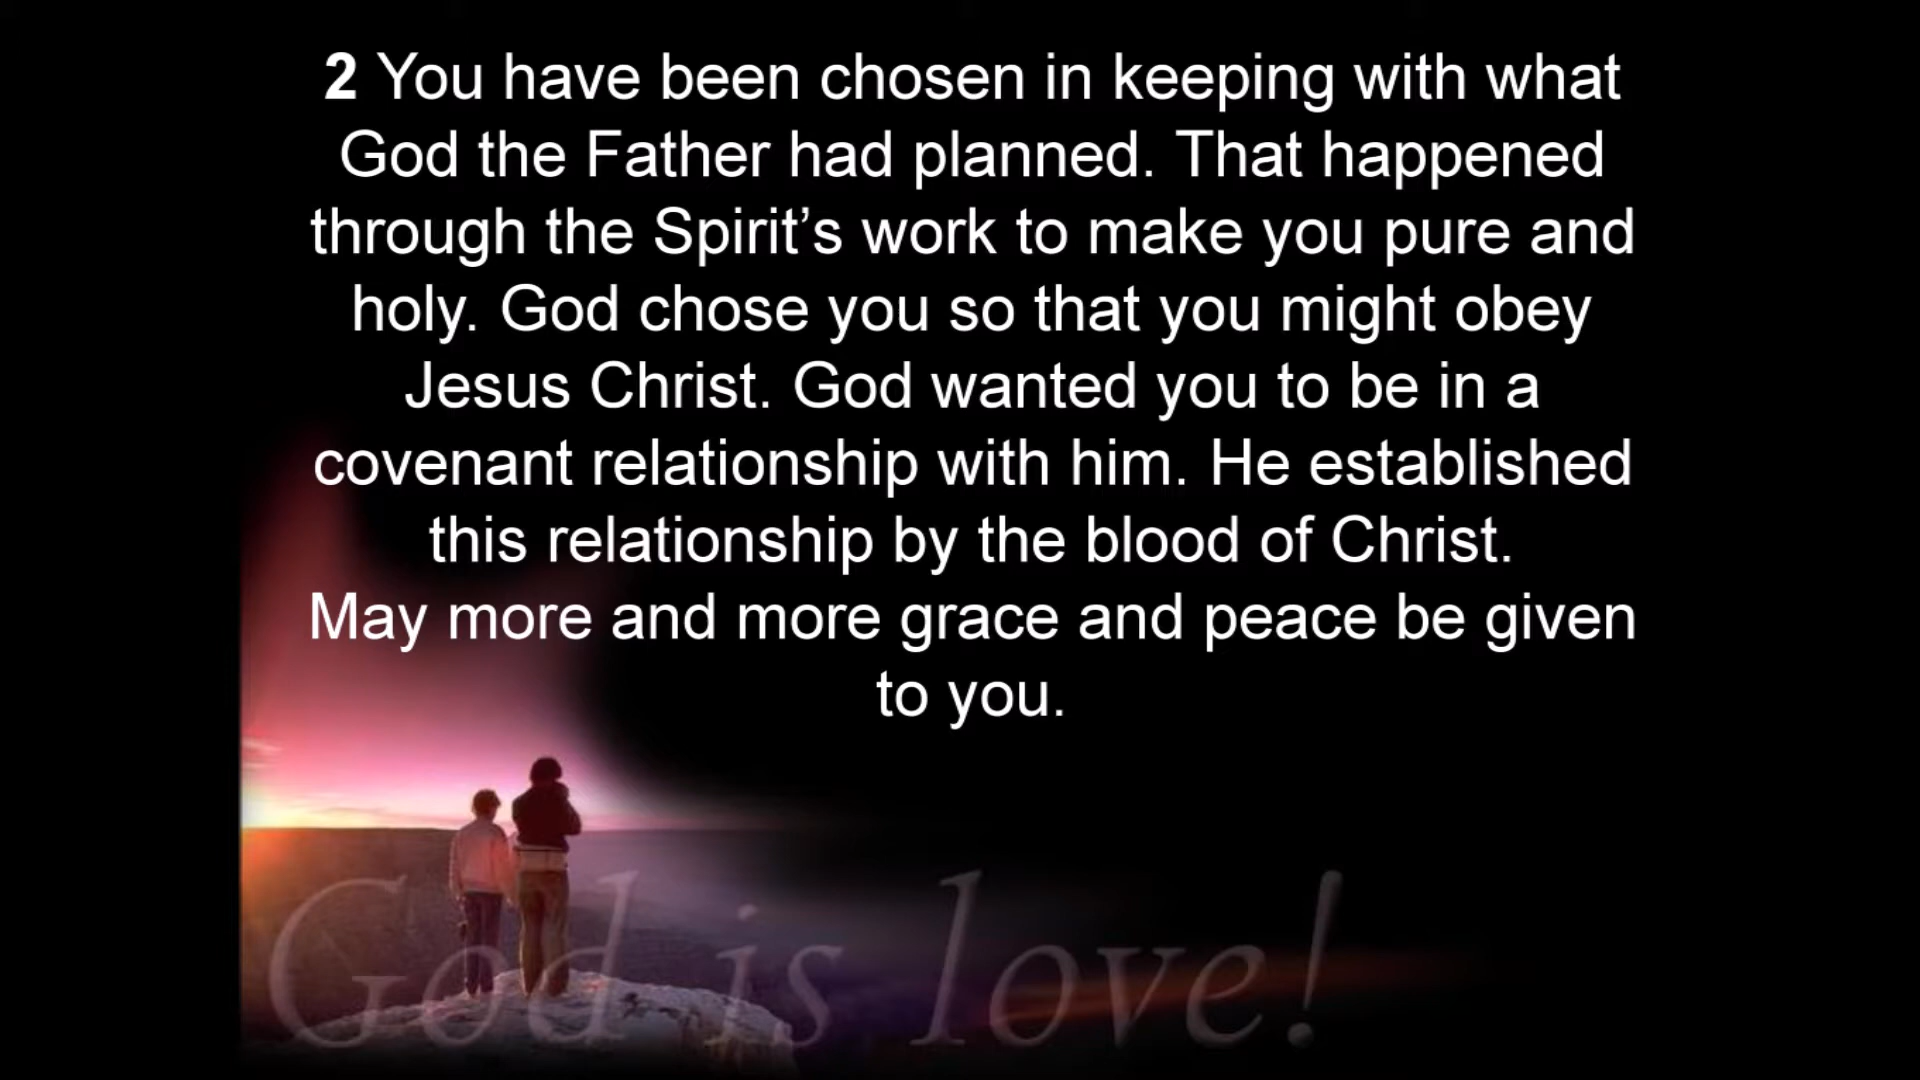 2 You have been chosen in keeping with what
God the Father had planned. That happened
through the Spirit’s work to make you pure and
holy. God chose you so that you might obey
Jesus Christ. God wanted you to be in a
covenant relationship with him. He established
this relationship by the blood of Christ.
May more and more grace and peace be given
to you.
God is love!